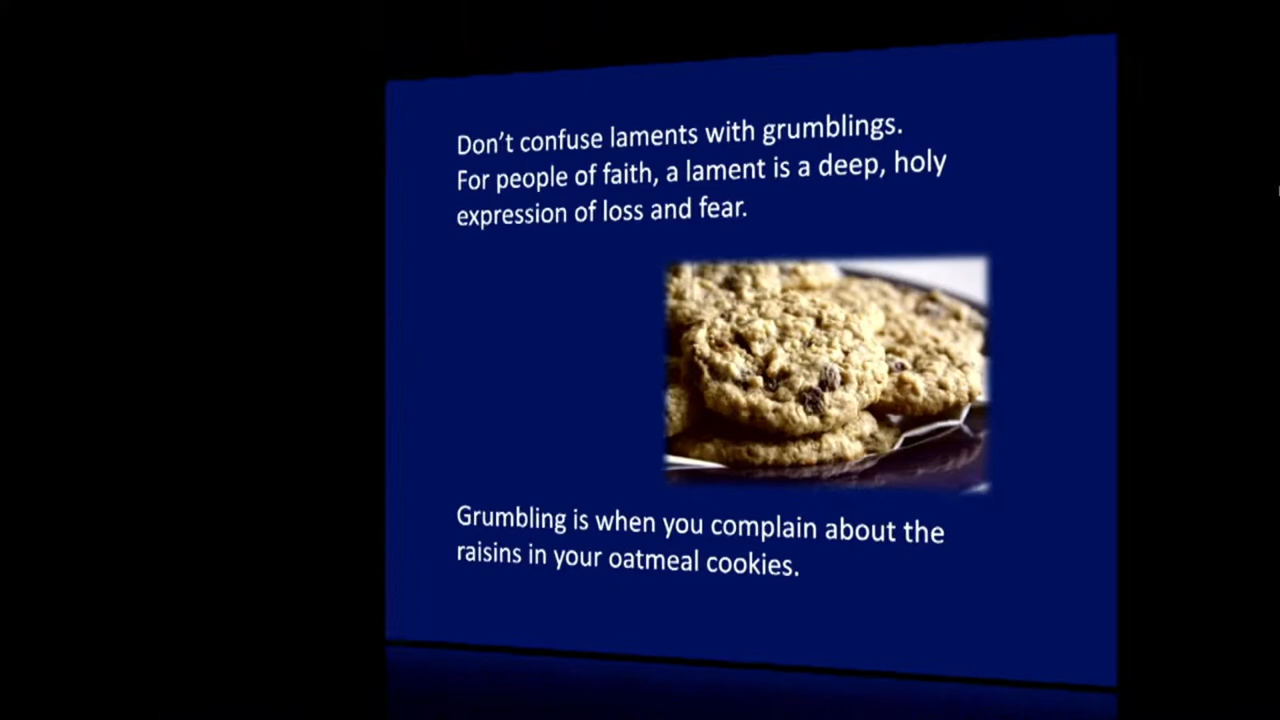 Don't confuse laments with grumblings.
For people of faith, a lament is a deep, holy
expression of loss and fear.
Grumbling is when you complain about the
raisins in your oatmeal cookies.